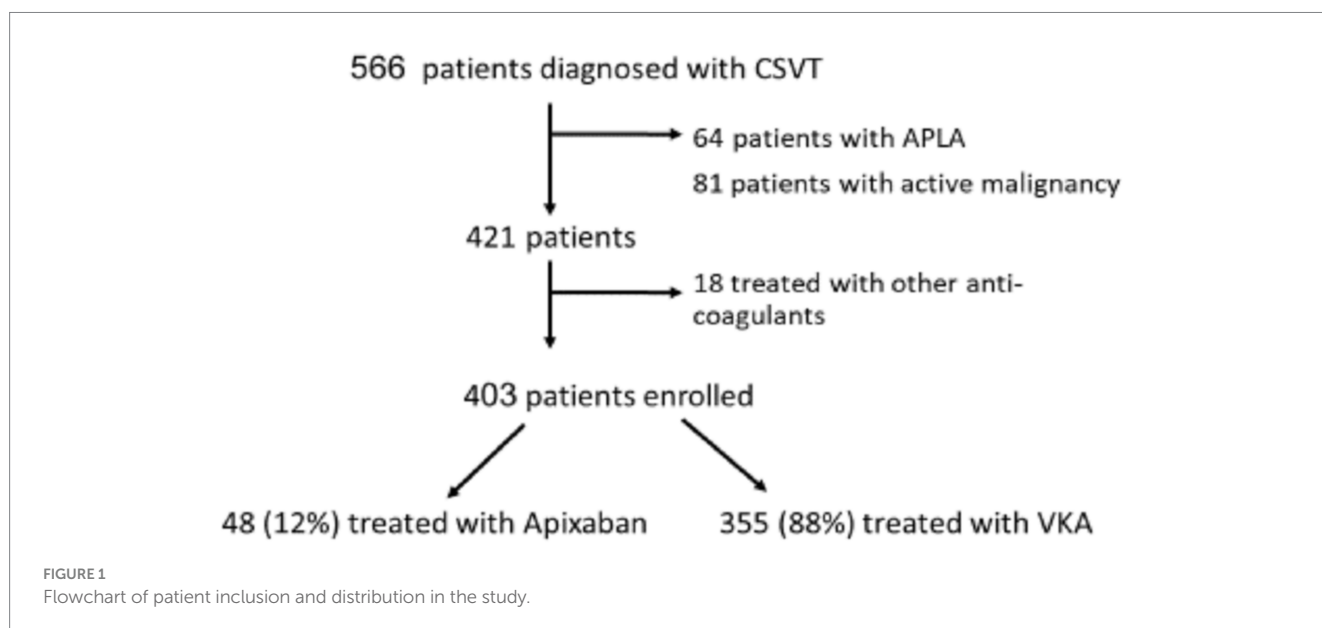 566 patients diagnosed with CSVT
64 patients with APLA
81 patients with active malignancy
421 patients
18 treated with other anti-
coagulants
403 patients enrolled
48 (12%) treated with Apixaban
355 (88%) treated with VKA
FIGURE 1
Flowchart of patient inclusion and distribution in the study.